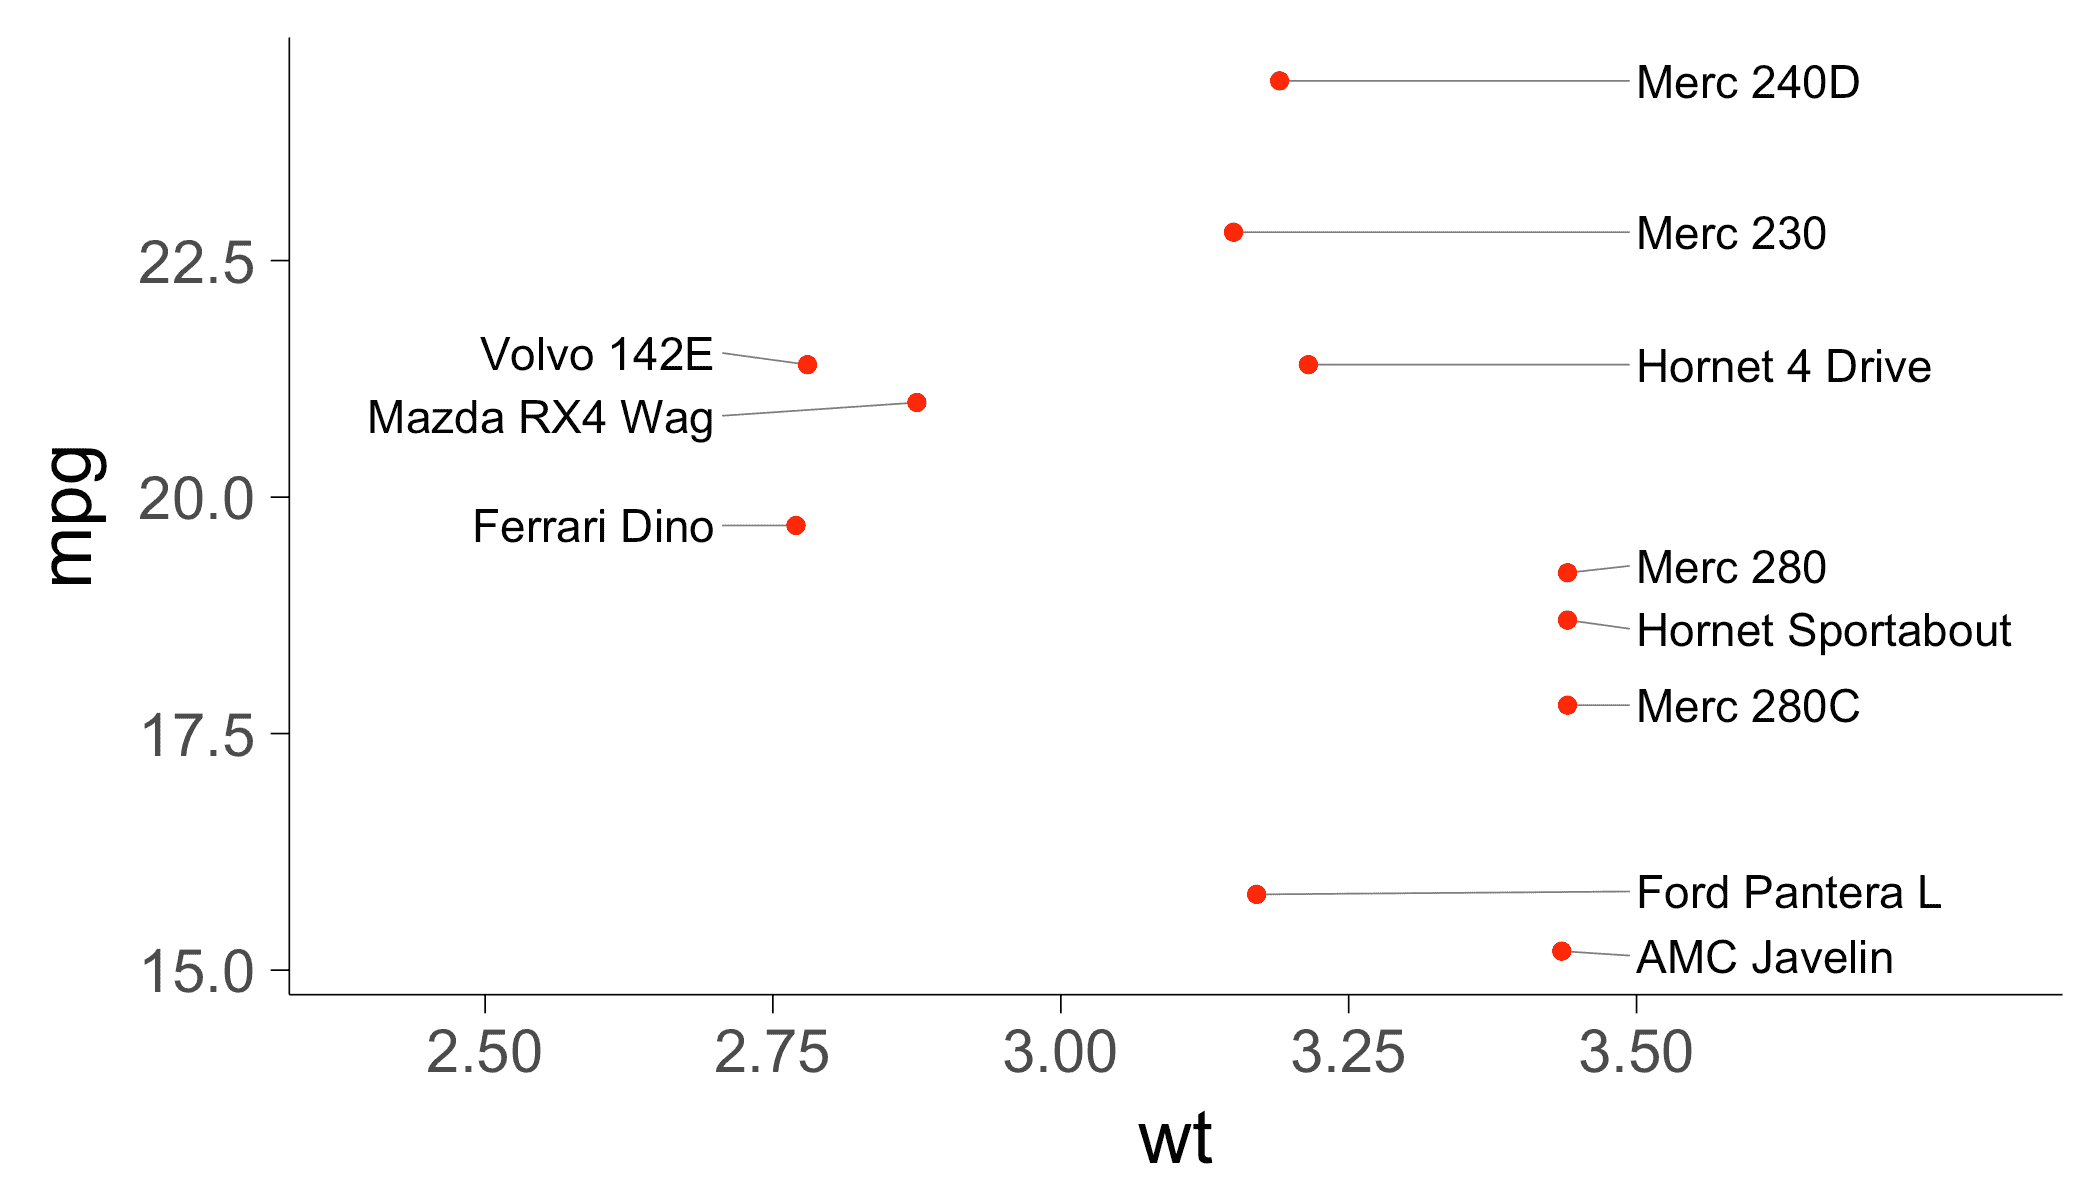 Merc 240D
Merc 230
22.5
Volvo 142E
Hornet 4 Drive
Mazda RX4 Wag
mpg
20.0
Ferrari Dino
Merc 280
Hornet Sportabout
Merc 280C
17.5
Ford Pantera L
AMC Javelin
15.0
2.50 2.75 3.00 3.25 3.50
wt